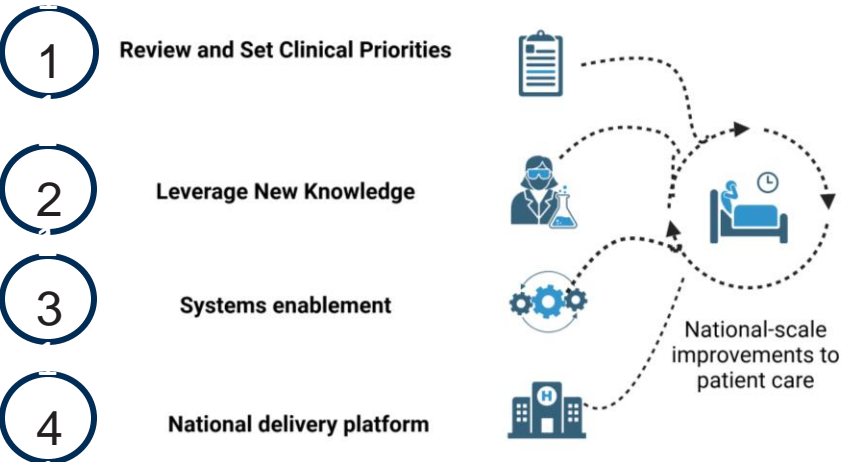 1
Review and Set Clinical Priorities
2
Leverage New Knowledge
3
Systems enablement
4
National delivery platform
H
National-scale
improvements to
patient care